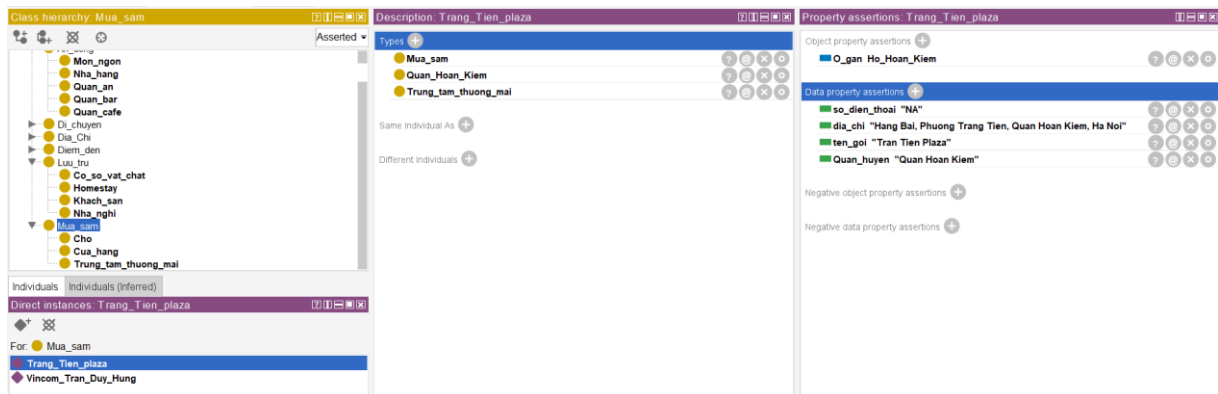 Class hierarchy: Mua_sam
Asserted
Mon_ngon
Nha_hang
Quan_an
Quan_bar
Quan_cafe
Di_chuyen
Dia_Chi
Diem_den
Luu_tru
Co_so_vat_chat
Homestay
Khach_san
Nha_nghi
Mua_sam
Cho
Cua_hang
Trung_tam_thuong_mai
Individuals Individuals (Inferred)
Direct instances: Trang_Tien_plaza
For: Mua_sam
Trang_Tien_plaza
Vincom_Tran_Duy_Hung
Description: Trang_Tien_plaza
Types
Mua_sam
Quan_Hoan_Kiem
Trung_tam_thuong_mai
Same Individual As
Different Individuals
Property assertions: Trang_Tien_plaza
Object property assertions
O_gan Ho_Hoan_Kiem
Data property assertions
so_dien_thoai "NA"
dia_chi "Hang Bai, Phuong Trang Tien, Quan Hoan Kiem, Ha Noi"
ten_goi "Tran Tien Plaza"
Quan_huyen "Quan Hoan Kiem"
Negative object property assertions
Negative data property assertions